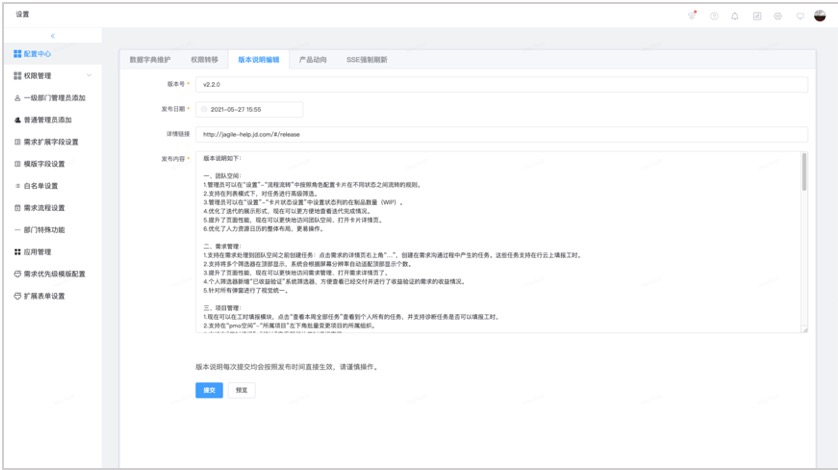 设置
<
配置中心
权限管理
一级部门管理员添加
普通管理员添加
需求扩展字段设置
模版字段设置
白名单设置
需求流程设置
部门特殊功能
应用管理
需求优先级模版配置
扩展表单设置
数据字典维护 权限转移 版本说明编辑 产品动向 SSE强制刷新
版本号 * v2.2.0
发布日期 * 2021-05-27 15:55
详情链接 http://jagile-help.jd.com/#/release
发布内容 * 版本说明如下：
一、团队空间：
1.管理员可以在“设置”-“流程流转”中按照角色配置卡片在不同状态之间流转的规则。
2.支持在列表模式下，对任务进行高级筛选。
3.管理员可以在“设置”-“卡片状态设置”中设置状态列的在制品数量（WIP）。
4.优化了迭代的展示形式，现在可以更方便地查看迭代完成情况。
5.提升了页面性能，现在可以更快地访问团队空间、打开卡片详情页。
6.优化了人力资源日历的整体布局，更易操作。
二、需求管理：
1.支持在需求处理到团队空间之前创建任务：点击需求的详情页右上角“...”，创建在需求沟通过程中产生的任务。这些任务支持在行云上填报工时。
2.支持将多个筛选器在顶部显示，系统会根据屏幕分辨率自动适配顶部显示个数。
3.提升了页面性能，现在可以更快地访问需求管理、打开需求详情页了。
4.个人筛选器新增“已收益验证”系统筛选器，方便查看已经交付并进行了收益验证的需求的收益情况。
5.针对所有弹窗进行了视觉统一。
三、项目管理：
1.现在可以在工时填报模块，点击“查看本周全部任务”查看到个人所有的任务，并支持诊断任务是否可以填报工时。
2.支持在“pmo空间”-“所属项目”左下角批量变更项目的所属组织。
版本说明每次提交均会按照发布时间直接生效，请谨慎操作。
提交 预览